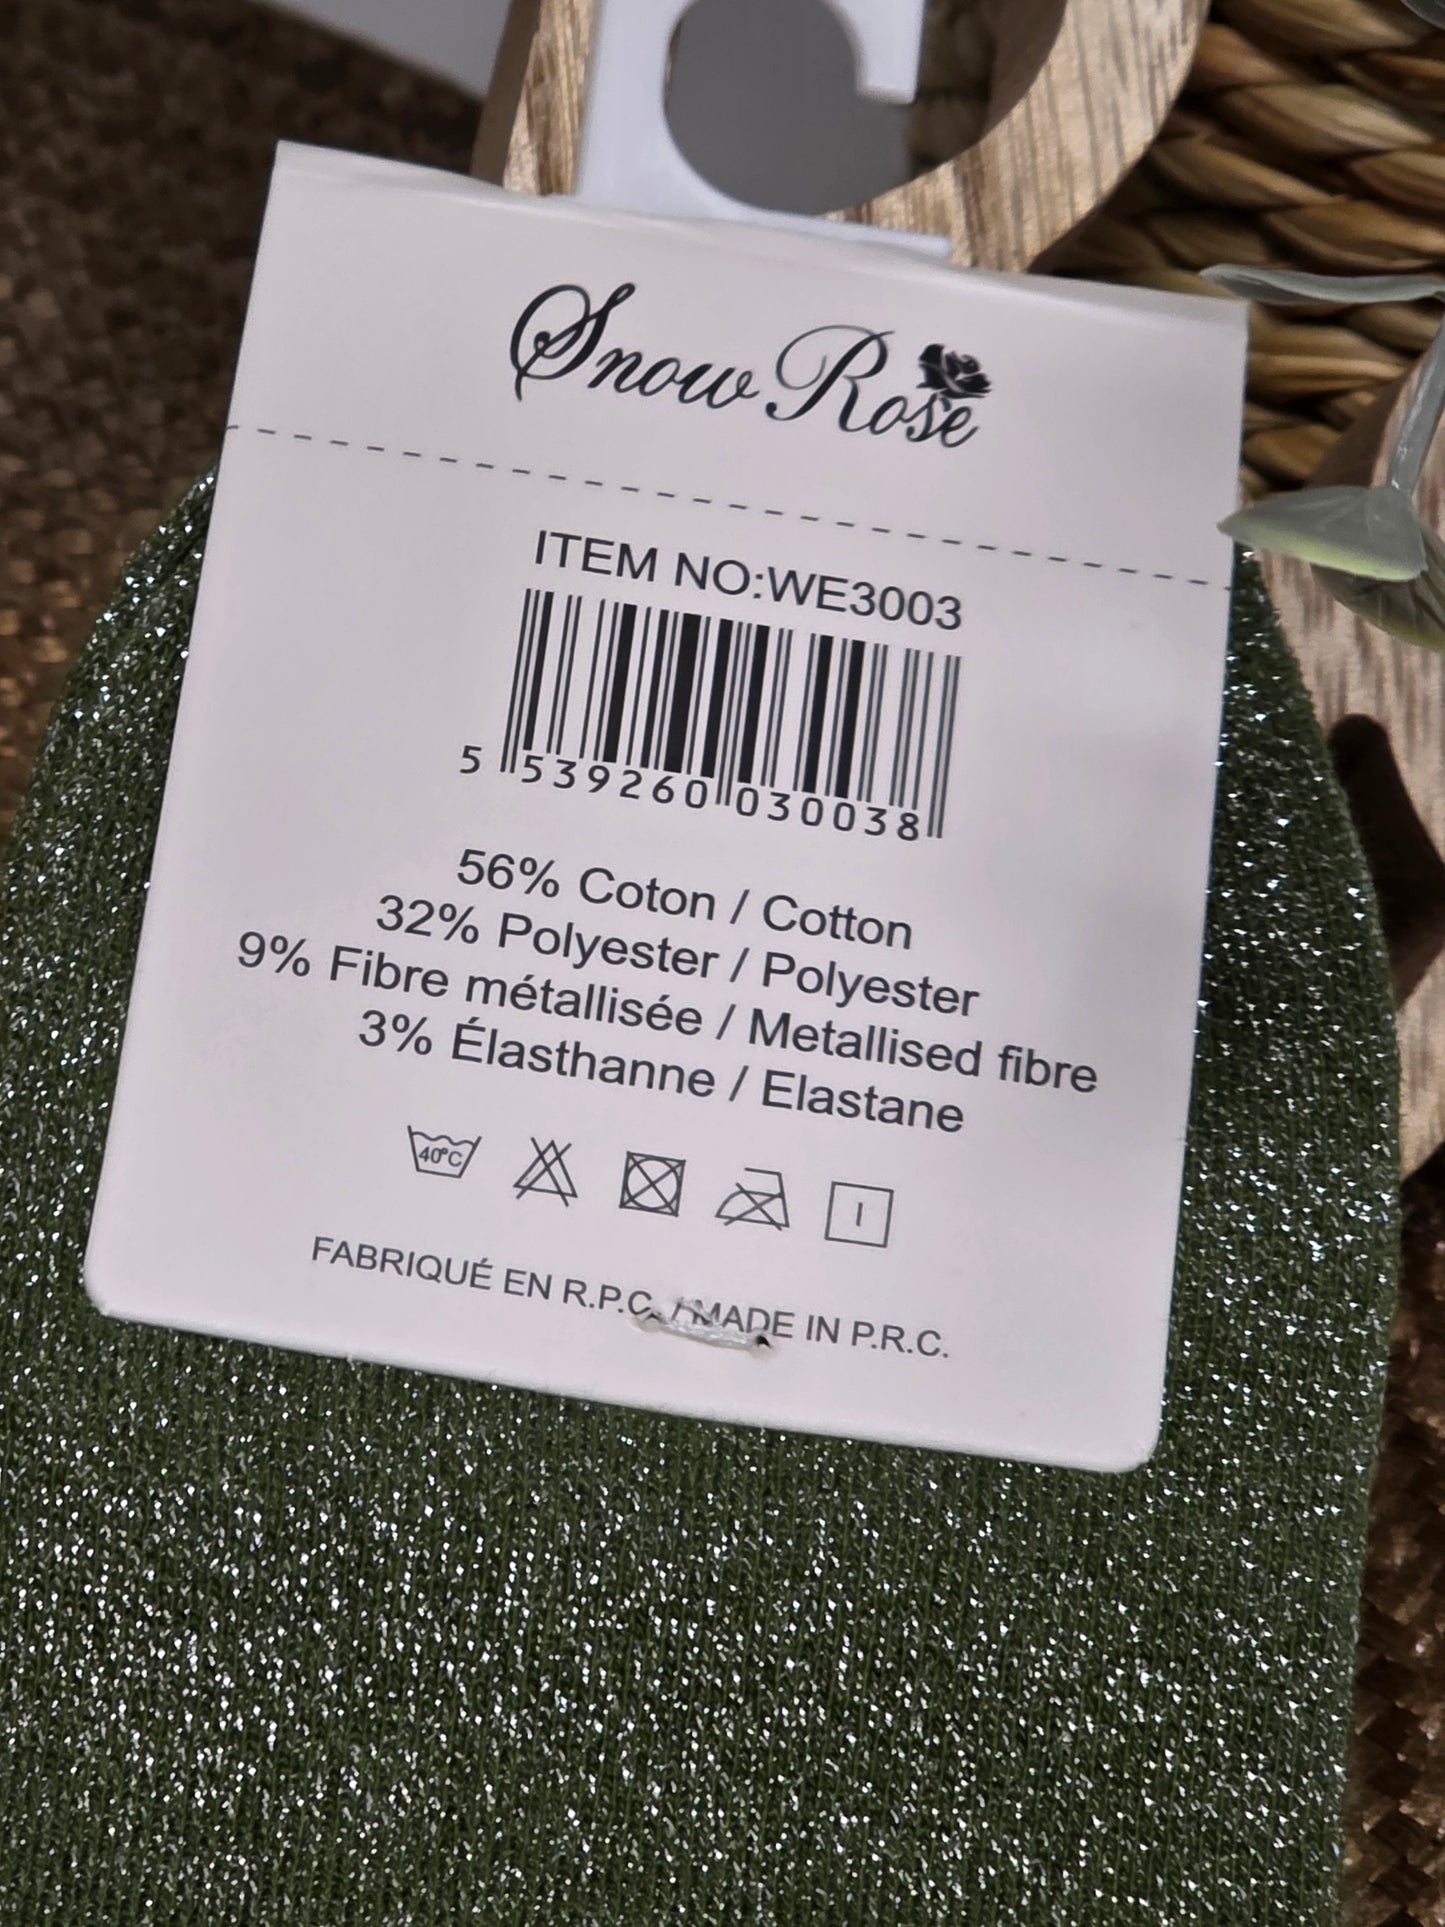 Snow Rose
ITEM NO:WE3003
5 539260 030038
56% Coton / Cotton
32% Polyester / Polyester
9% Fibre métallisée / Metallised fibre
3% Élasthanne / Elastane
40°C
FABRIQUÉ EN R.P.C. / MADE IN P.R.C.